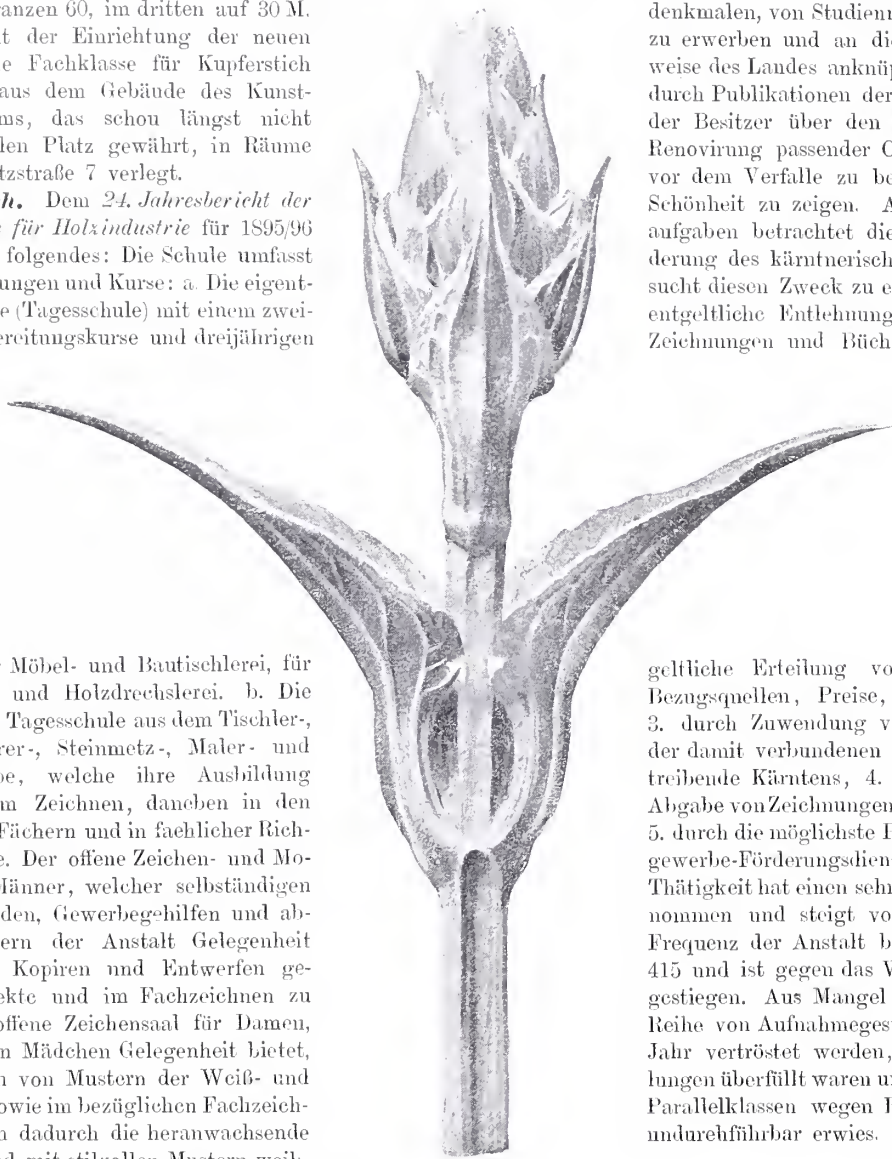 anzen 60, im dritten auf 30 M.
t der Einrichtung der neuen
e Fachklasse für Kupferstich
aus dem Gebäude des Kunst-
ms, das schou längst nicht
den Platz gewährt, in Räume
tzstraße 7 verlegt.
h. Dem 24. Jahresbericht der
für Holzindustrie für 1895/96
folgendes: Die Schule umfasst
ungen und Kurse: a. Die eigent-
e (Tagesschule) mit einem zwei-
ereitungskurse und dreijährigen
Möbel- und Bautischlerei, für
und Holzdrechslerei. b. Die
Tagesschule aus dem Tischler-,
rer-, Steinmetz-, Maler- und
be, welche ihre Ausbildung
m Zeichnen, daneben in den
Fächern und in fachlicher Rich-
e. Der offene Zeichen- und Mo-
Männer, welcher selbständigen
den, Gewerbegehilfen und ab-
ern der Anstalt Gelegenheit
Kopiren und Entwerfen ge-
ekte und im Fachzeichnen zu
offene Zeichensaal für Damen,
n Mädchen Gelegenheit bietet,
n von Mustern der Weiß- und
owie im bezüglichen Fachzeich-
n dadurch die heranwachsende
mit stilvollen Mustern weib-
denkmalen, von Studien
zu erwerben und an die
weise des Landes anknüp
durch Publikationen der
der Besitzer über den
Renovirung passender
vor dem Verfalle zu be
Schönheit zu zeigen. A
aufgaben betrachtet die
derung des kärntnerisch
sucht diesen Zweck zu e
entgeltliche Entlehnung
Zeichnungen und Büch
geltliche Erteilung vo
Bezugsquellen, Preise,
3. durch Zuwendung v
der damit verbundenen
treibende Kärntens, 4.
Abgabe von Zeichnungen
5. durch die möglichste
gewerbe-Förderungsdien
Thätigkeit hat einen seh
nommen und steigt vo
Frequenz der Anstalt b
415 und ist gegen das V
gestiegen. Aus Mangel
Reihe von Aufnahmeges
Jahr vertröstet werden,
lungen überfüllt waren u
Parallelklassen wegen
undurchführbar erwies.